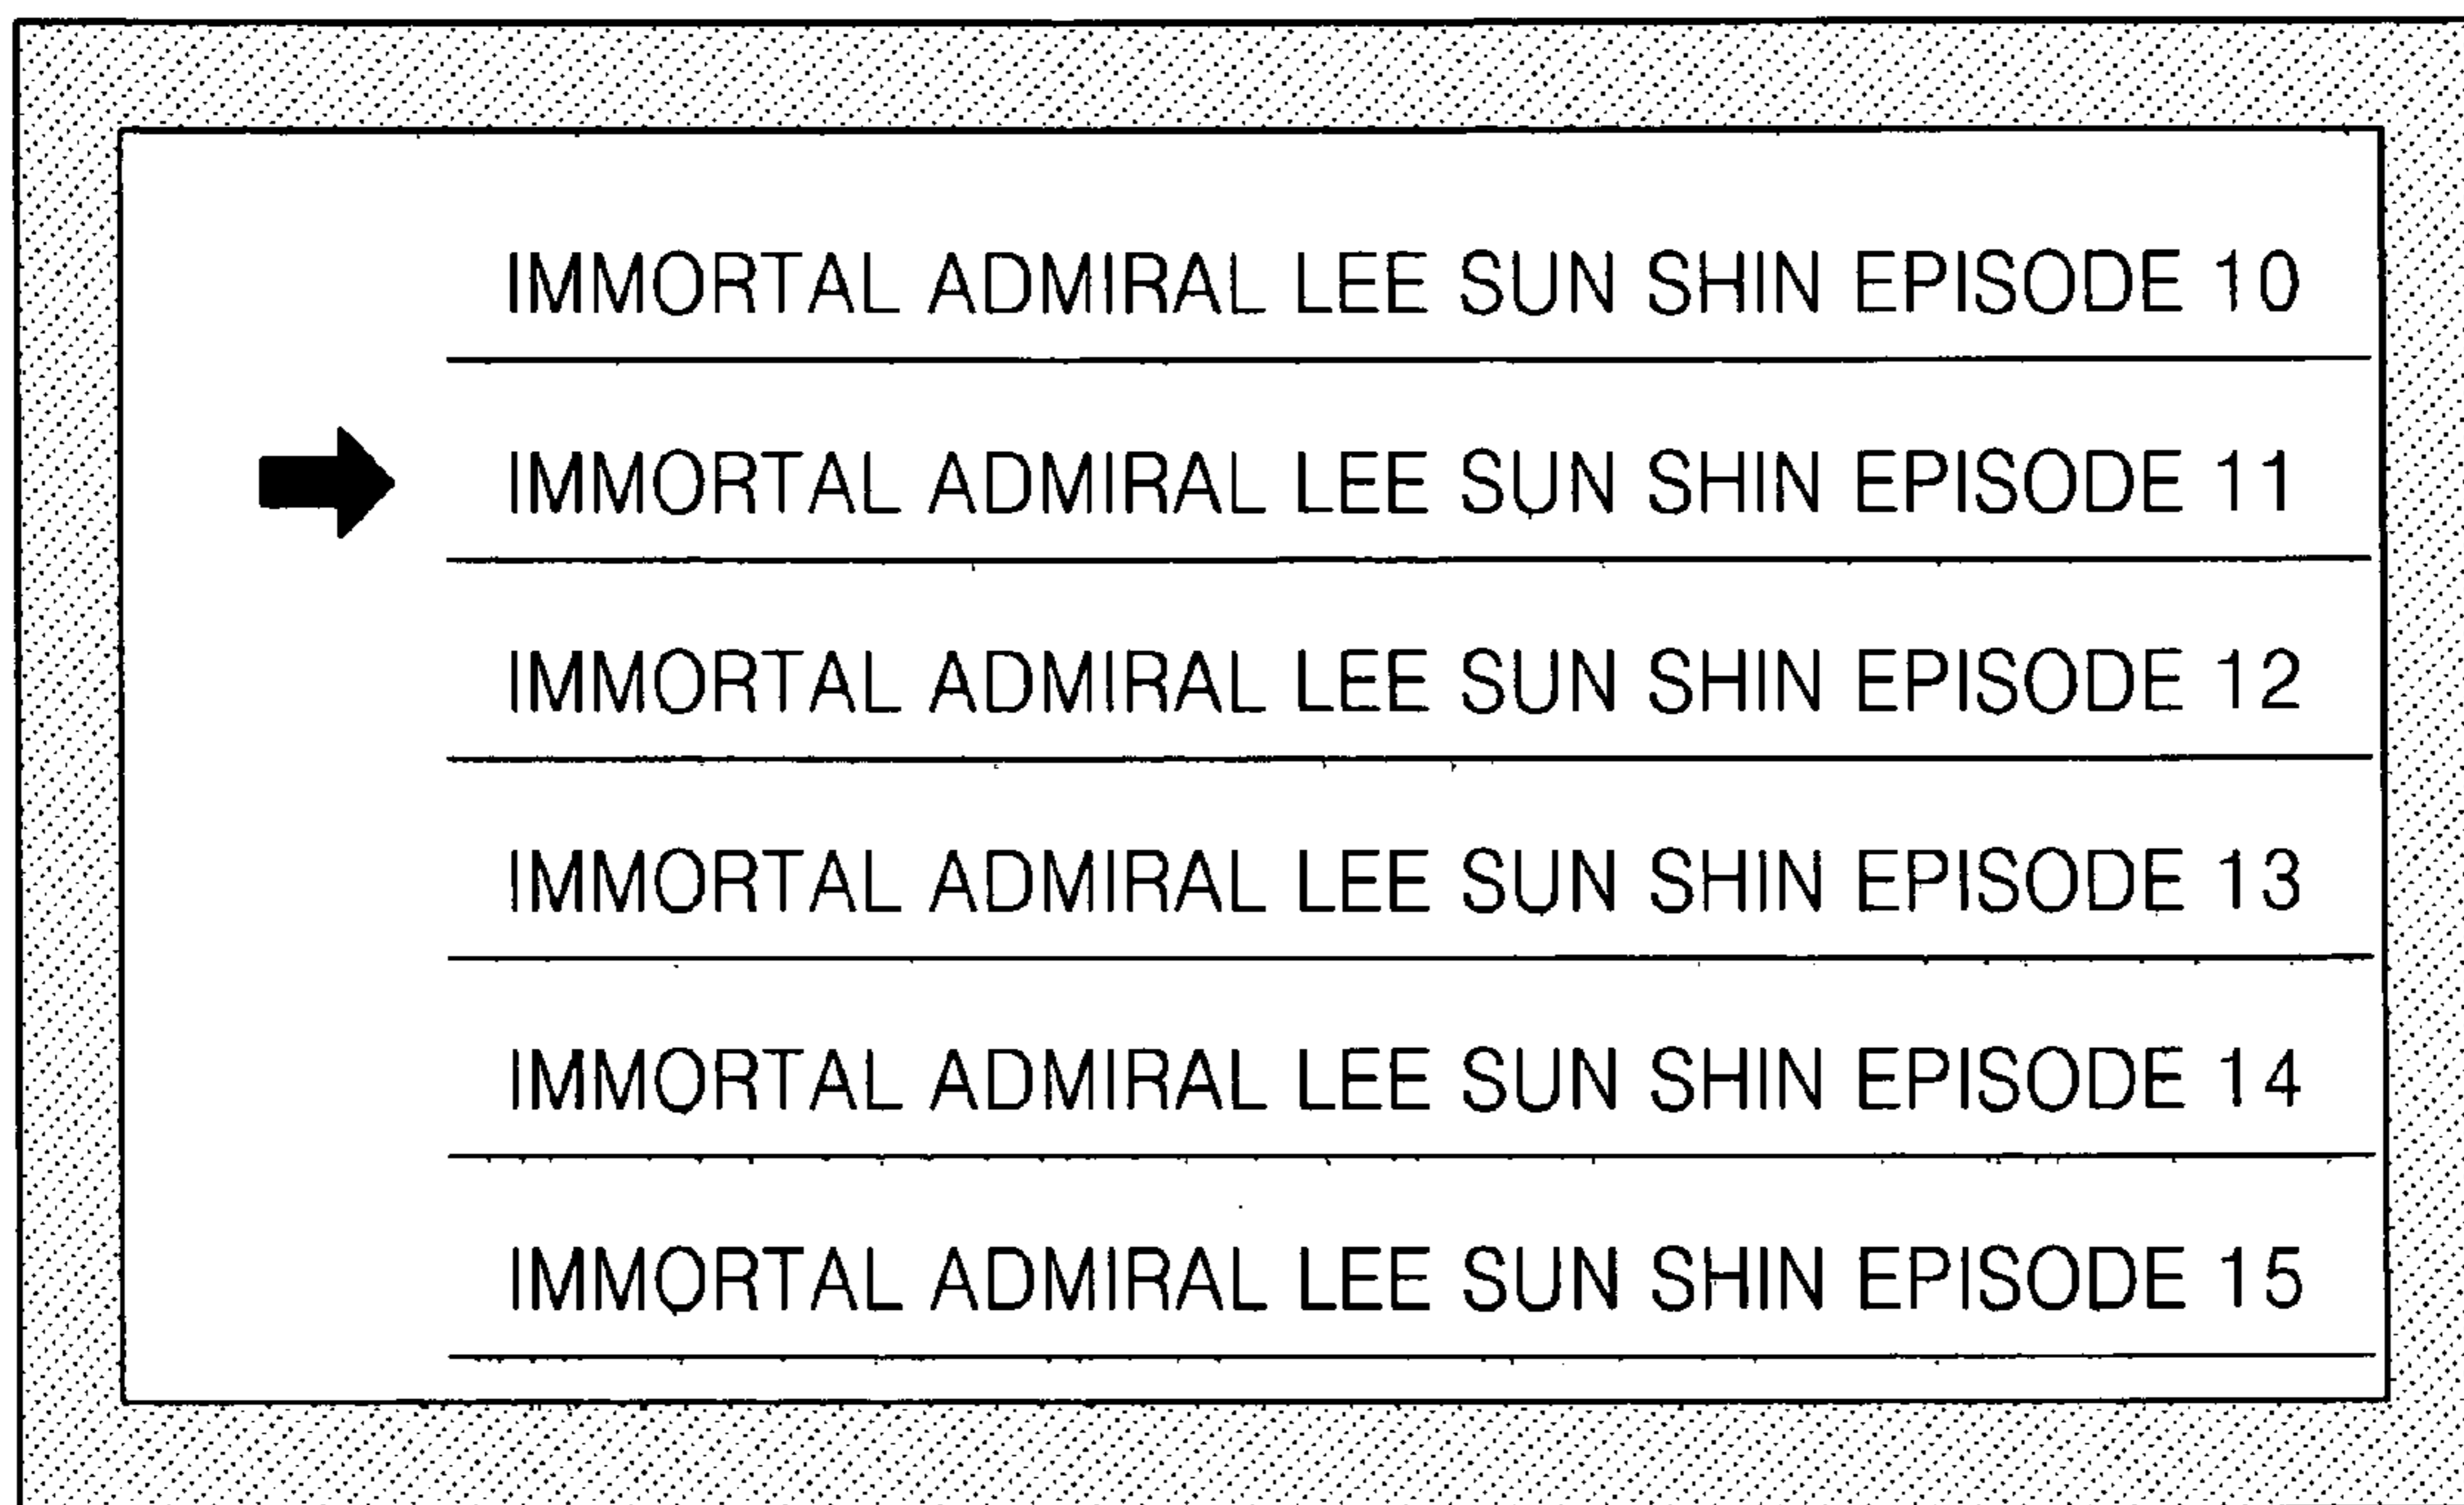 IMMORTAL ADMIRAL LEE SUN SHIN EPISODE 10
IMMORTAL ADMIRAL LEE SUN SHIN EPISODE 11
IMMORTAL ADMIRAL LEE SUN SHIN EPISODE 12
IMMORTAL ADMIRAL LEE SUN SHIN EPISODE 13
IMMORTAL ADMIRAL LEE SUN SHIN EPISODE 14
IMMORTAL ADMIRAL LEE SUN SHIN EPISODE 15